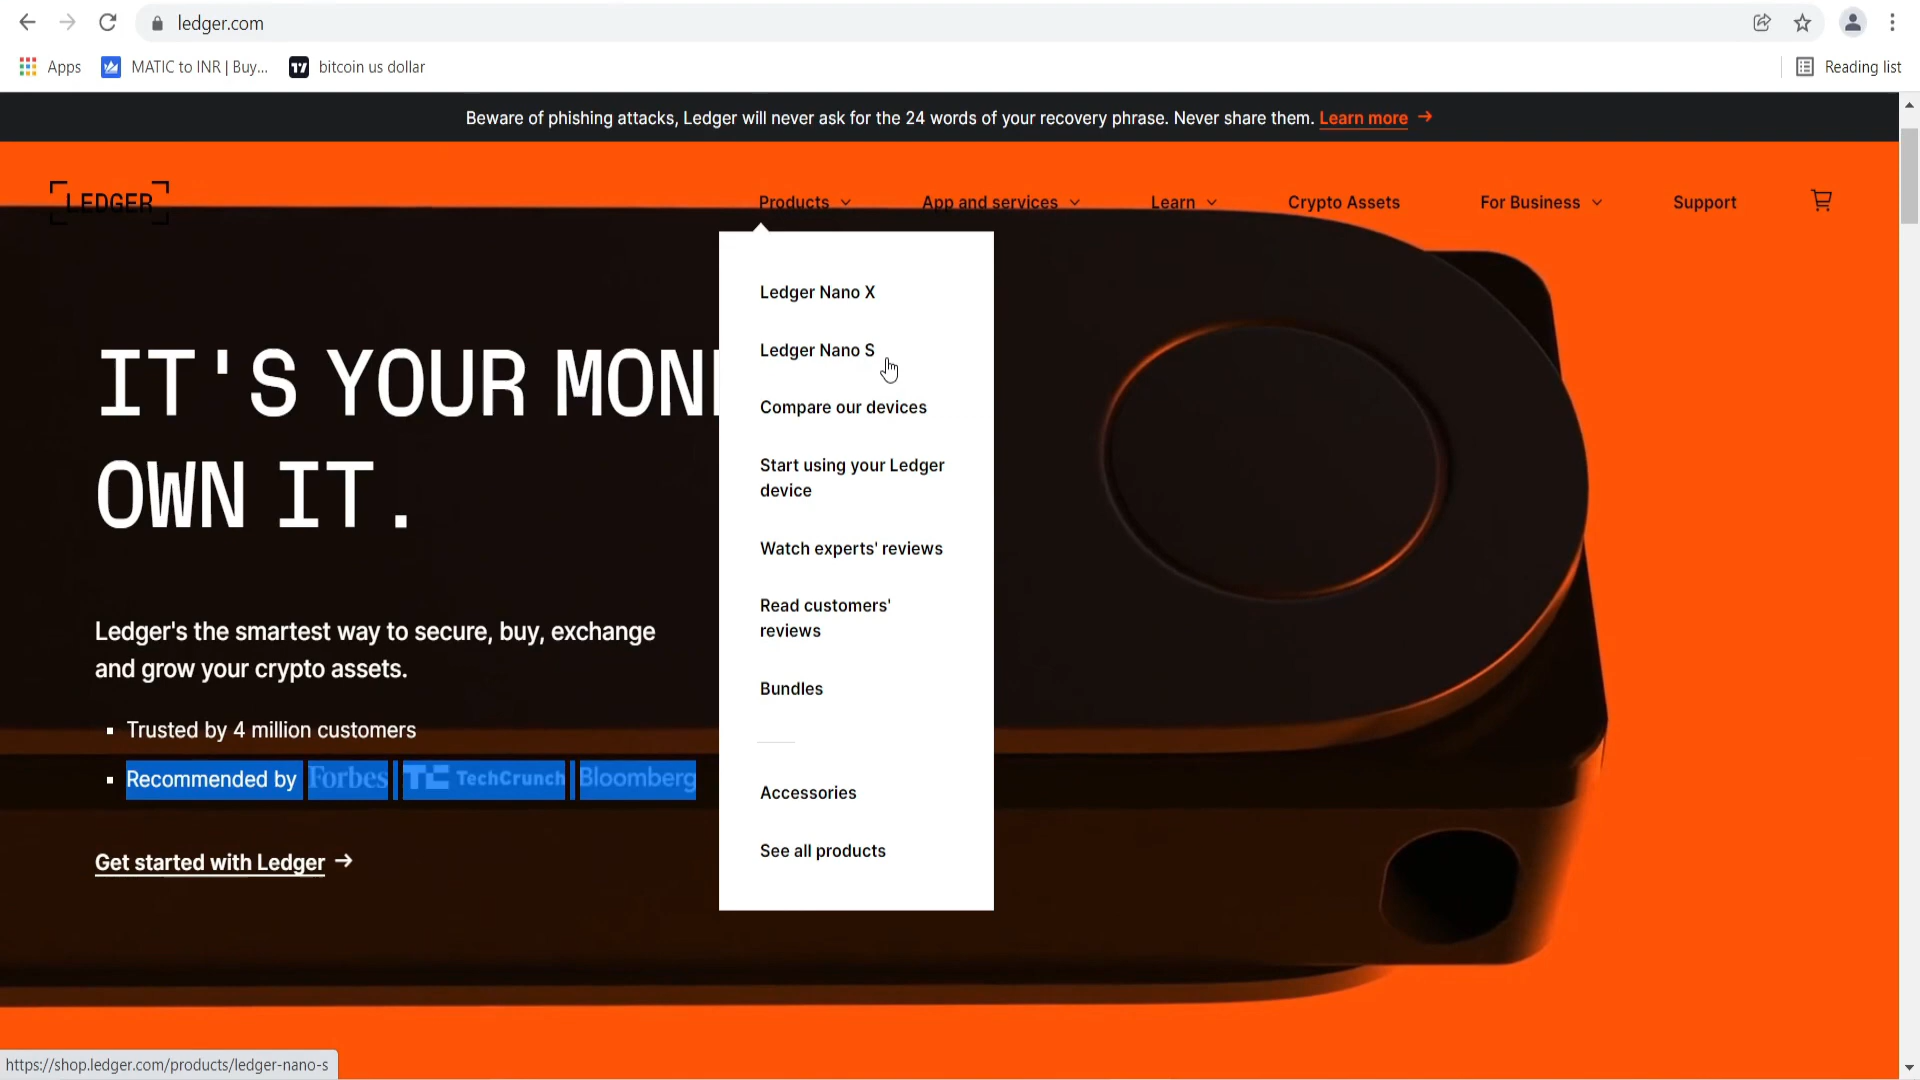 ledger.com
Apps
MATIC to INR | Buy...
bitcoin us dollar
Reading list
Beware of phishing attacks, Ledger will never ask for the 24 words of your recovery phrase. Never share them. Learn more →
LEDGER
Products
App and services
Learn
Crypto Assets
For Business
Support
IT'S YOUR MON
OWN IT.
Ledger's the smartest way to secure, buy, exchange
and grow your crypto assets.
▪ Trusted by 4 million customers
▪ Recommended by Forbes | TC TechCrunch | Bloomberg
Get started with Ledger →
Ledger Nano X
Ledger Nano S
Compare our devices
Start using your Ledger
device
Watch experts' reviews
Read customers'
reviews
Bundles
Accessories
See all products
https://shop.ledger.com/products/ledger-nano-s